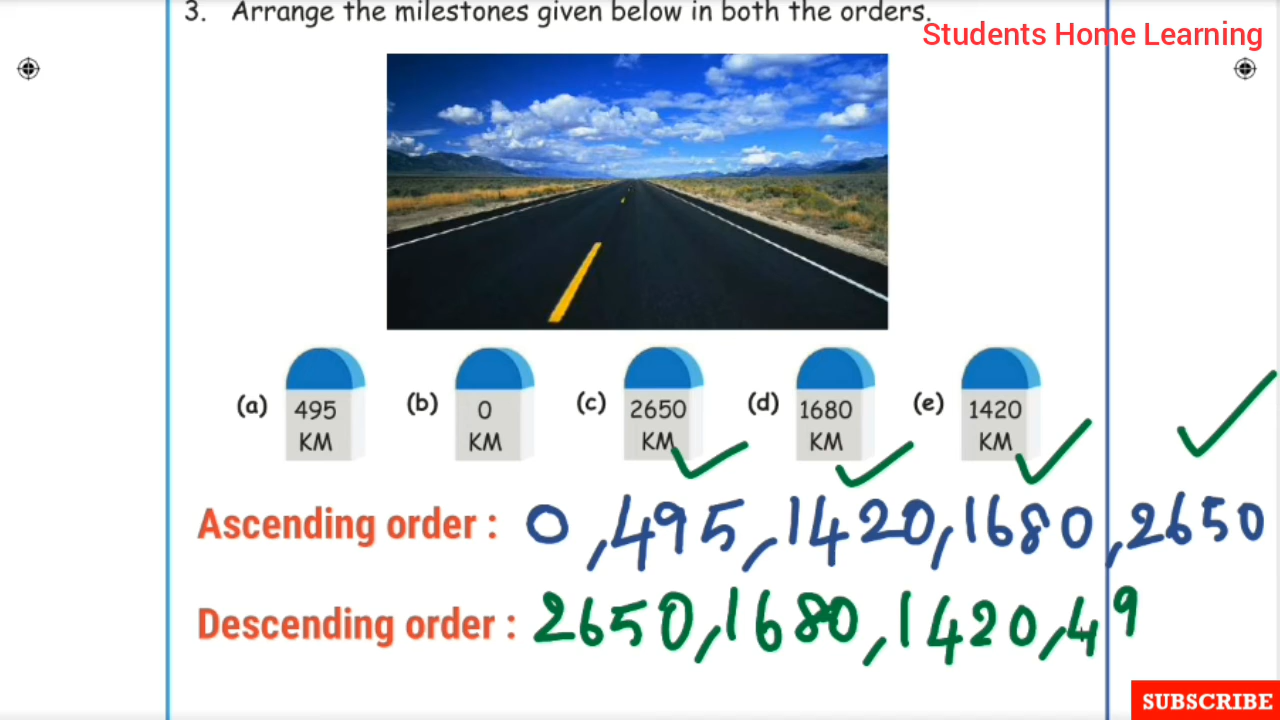 3. Arrange the milestones given below in both the orders.
Students Home Learning
(a) 495 KM (b) 0 KM (c) 2650 KM (d) 1680 KM (e) 1420 KM
Ascending order : 0,495,1420,1680,2650
Descending order : 2650,1680,1420,49
SUBSCRIBE